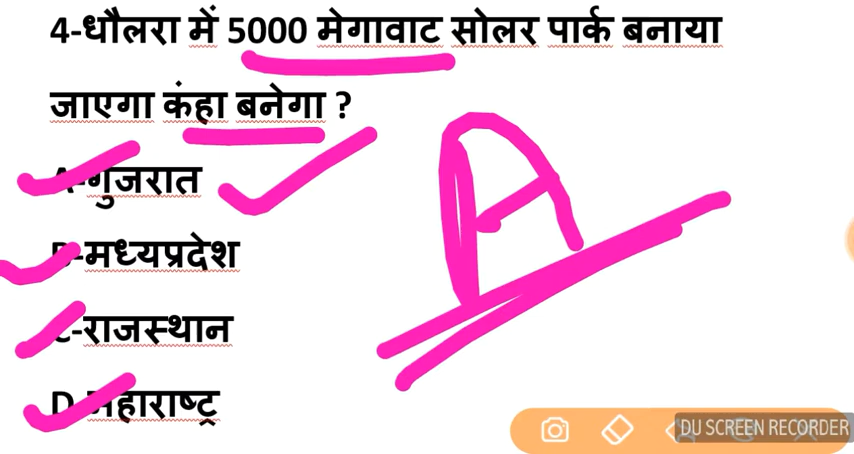 4-धौलरा में 5000 मेगावाट सोलर पार्क बनाया
जाएगा कंहा बनेगा ?
A-गुजरात
A
B-मध्यप्रदेश
C-राजस्थान
D-महाराष्ट्र
DU SCREEN RECORDER